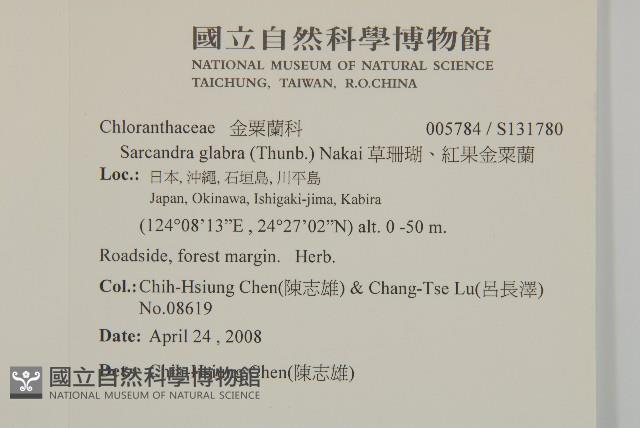 國立自然科學博物館
NATIONAL MUSEUM OF NATURAL SCIENCE
TAICHUNG, TAIWAN, R.O.CHINA
Chloranthaceae 金粟蘭科 005784 / S131780
Sarcandra glabra (Thunb.) Nakai 草珊瑚、紅果金粟蘭
Loc.: 日本, 沖繩, 石垣島, 川平島
Japan, Okinawa, Ishigaki-jima, Kabira
(124°08'13”E , 24°27'02”N) alt. 0 -50 m.
Roadside, forest margin. Herb.
Col.: Chih-Hsiung Chen(陳志雄) & Chang-Tse Lu(呂長澤)
No.08619
Date: April 24 , 2008
Det.: Chih-Hsiung Chen(陳志雄)
國立自然科學博物館
NATIONAL MUSEUM OF NATURAL SCIENCE